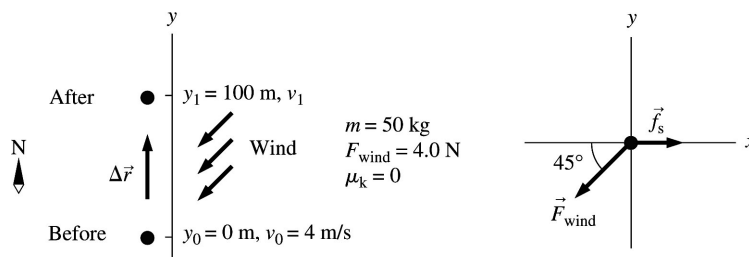 y
After
y₁ = 100 m, v₁
N
Δr⃗
Wind
Before
y₀ = 0 m, v₀ = 4 m/s
m = 50 kg
F_wind = 4.0 N
μ_k = 0
y
f⃗_s
x
45°
F⃗_wind